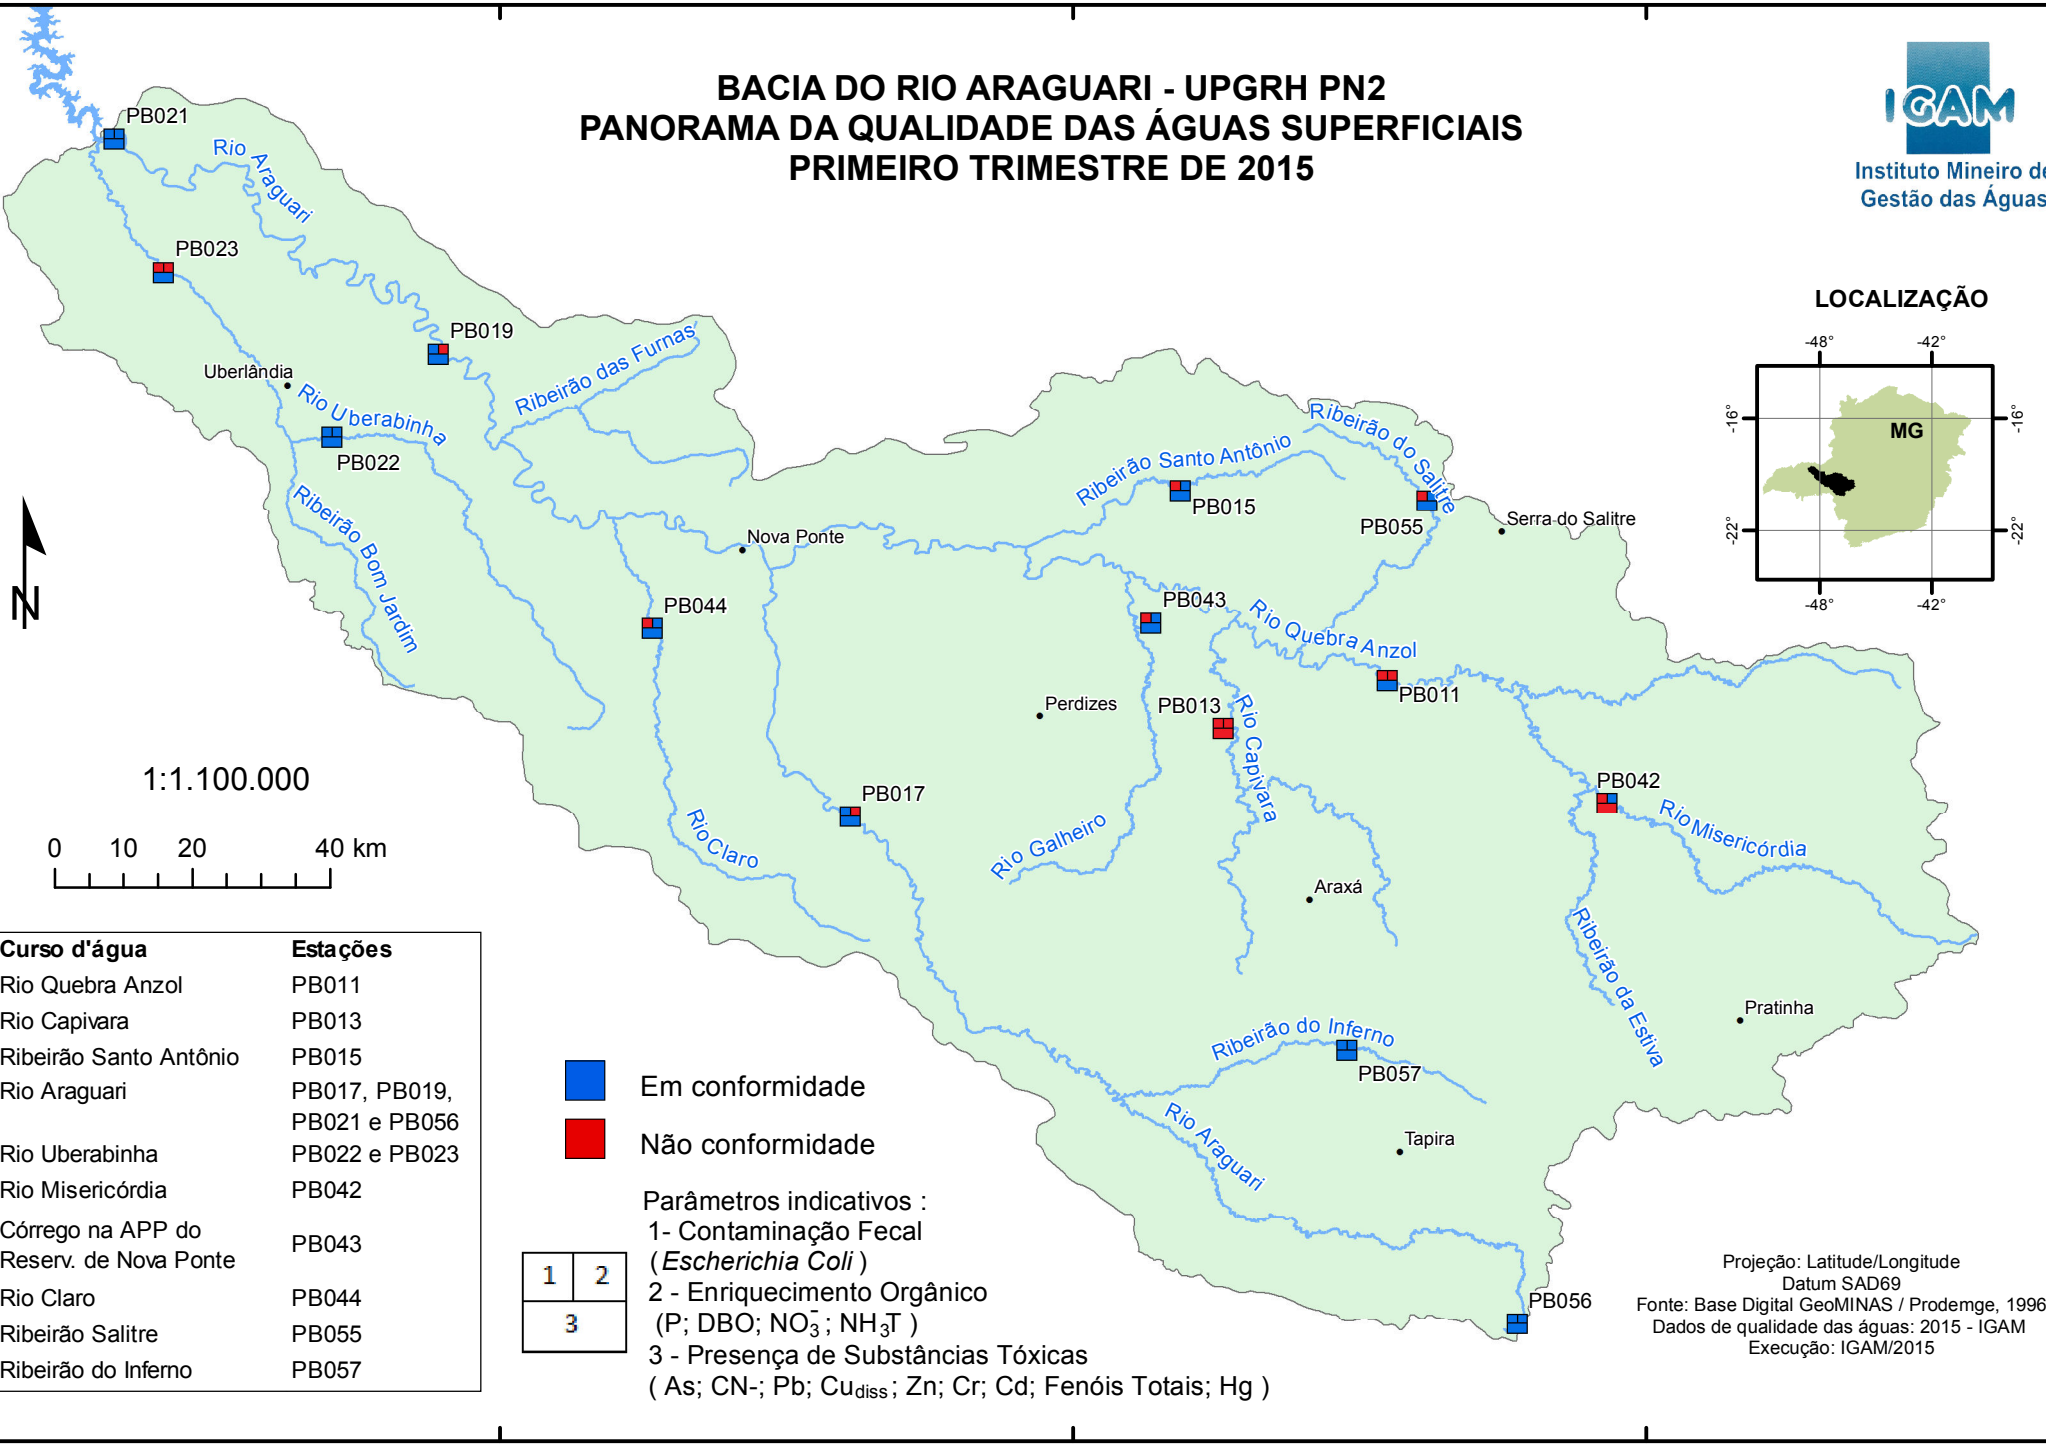 BACIA DO RIO ARAGUARI - UPGRH PN2
PANORAMA DA QUALIDADE DAS ÁGUAS SUPERFICIAIS
PRIMEIRO TRIMESTRE DE 2015
IGAM
Instituto Mineiro de
Gestão das Águas
PB021
Rio Araguari
PB023
PB019
Uberlândia
Rio Uberabinha
PB022
Ribeirão das Furnas
Ribeirão Bom Jardim
Nova Ponte
Ribeirão Santo Antônio
PB015
Ribeirão do Salitre
PB055
Serra do Salitre
PB044
PB043
Rio Quebra Anzol
PB011
Perdizes
PB013
Rio Capivara
PB017
Rio Claro
Rio Galheiro
PB042
Rio Misericórdia
Araxá
Ribeirão da Estiva
Pratinha
Ribeirão do Inferno
PB057
Rio Araguari
Tapira
PB056
LOCALIZAÇÃO
-48° -42°
-16° -16°
MG
-22° -22°
-48° -42°
N
1:1.100.000
0 10 20 40 km
Curso d'água Estações
Rio Quebra Anzol PB011
Rio Capivara PB013
Ribeirão Santo Antônio PB015
Rio Araguari PB017, PB019,
PB021 e PB056
Rio Uberabinha PB022 e PB023
Rio Misericórdia PB042
Córrego na APP do
Reserv. de Nova Ponte PB043
Rio Claro PB044
Ribeirão Salitre PB055
Ribeirão do Inferno PB057
Em conformidade
Não conformidade
Parâmetros indicativos :
1- Contaminação Fecal
(Escherichia Coli )
2 - Enriquecimento Orgânico
(P; DBO; NO₃⁻; NH₃T )
3 - Presença de Substâncias Tóxicas
( As; CN-; Pb; Cudiss; Zn; Cr; Cd; Fenóis Totais; Hg )
1 2
3
Projeção: Latitude/Longitude
Datum SAD69
Fonte: Base Digital GeoMINAS / Prodemge, 1996
Dados de qualidade das águas: 2015 - IGAM
Execução: IGAM/2015